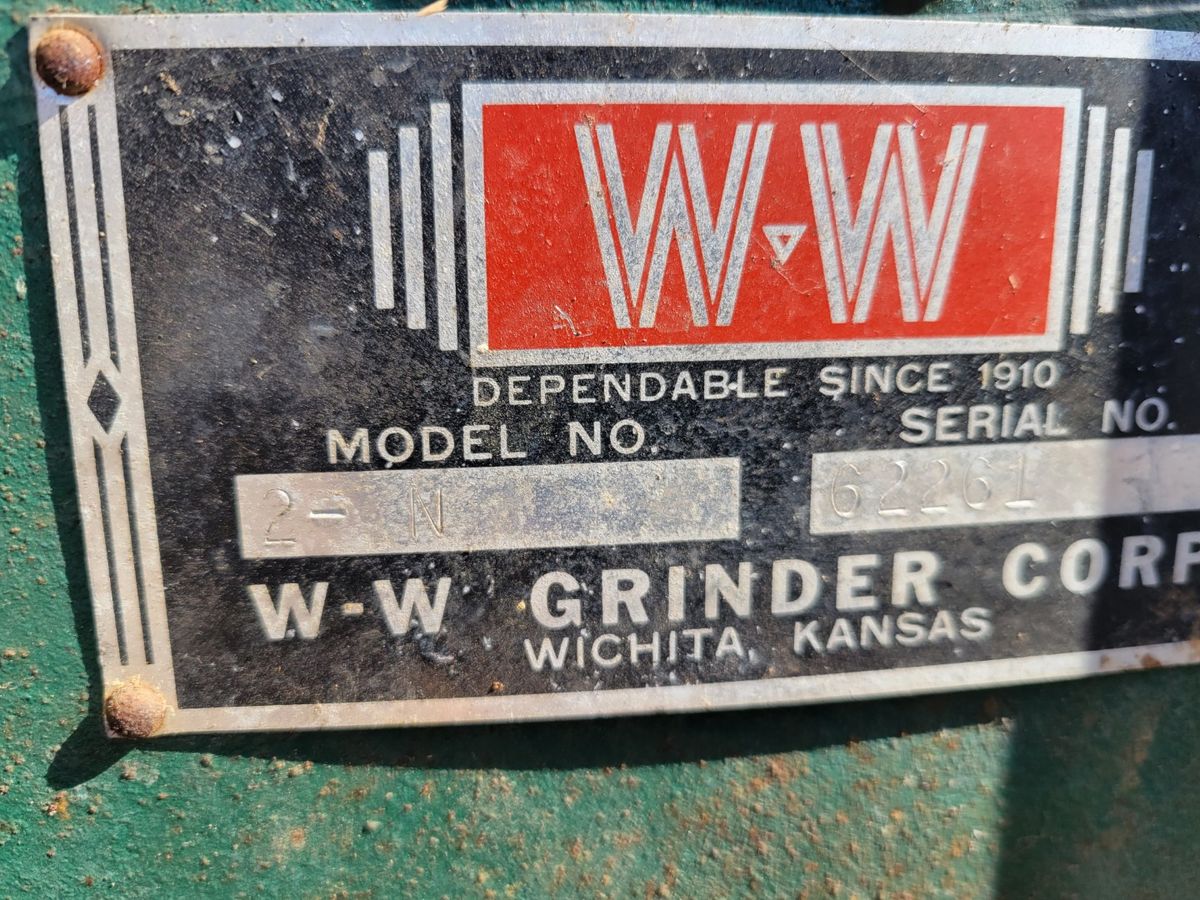 W-W
DEPENDABLE SINCE 1910
MODEL NO. SERIAL NO.
2- N 62261
W-W GRINDER CORP
WICHITA, KANSAS